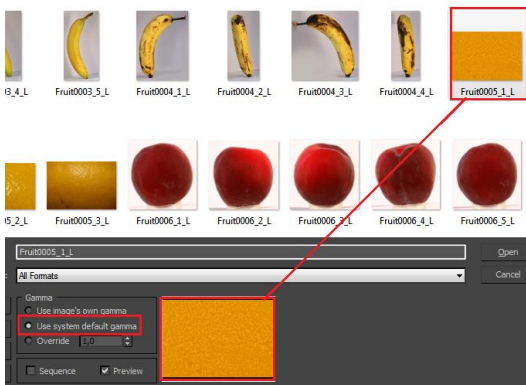 3_4_L Fruit0003_5_L Fruit0004_1_L Fruit0004_2_L Fruit0004_3_L Fruit0004_4_L Fruit0005_1_L
5_2_L Fruit0005_3_L Fruit0006_1_L Fruit0006_2_L Fruit0006_3_L Fruit0006_4_L Fruit0006_5_L
Fruit0005_1_L Open
All Formats Cancel
Gamma
Use image's own gamma
Use system default gamma
Override 1,0
Sequence Preview